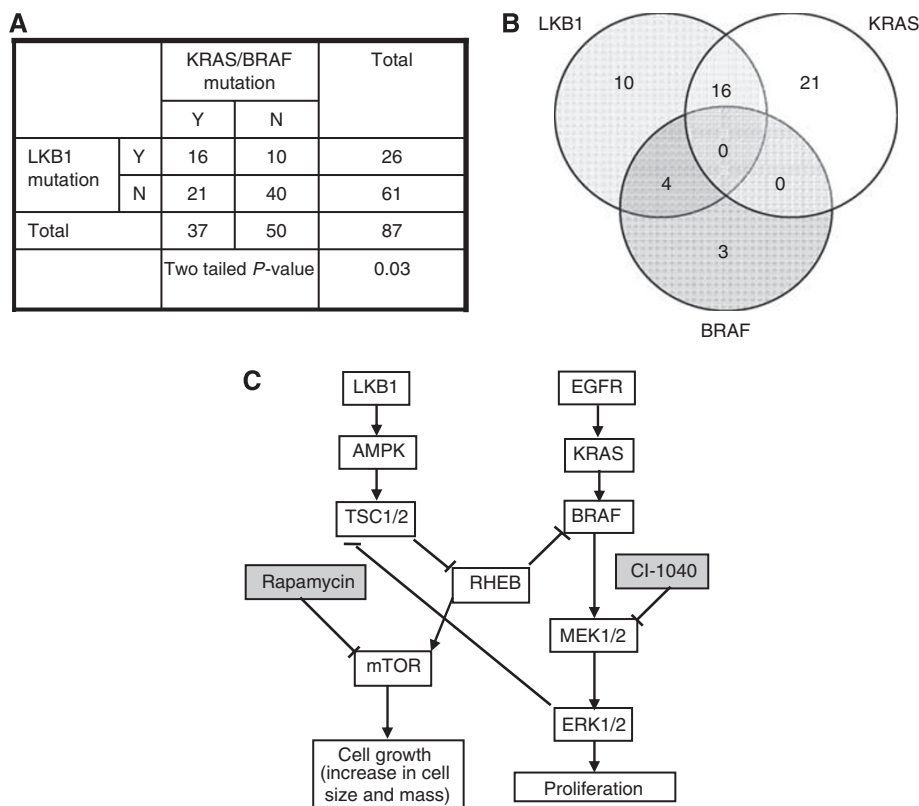 A
KRAS/BRAF
mutation
Total
Y
N
LKB1
mutation
Y
16
10
26
N
21
40
61
Total
37
50
87
Two tailed P-value
0.03
B
LKB1
KRAS
10
16
21
0
4
0
3
BRAF
C
LKB1
EGFR
AMPK
KRAS
TSC1/2
BRAF
Rapamycin
RHEB
CI-1040
MEK1/2
mTOR
ERK1/2
Cell growth
(increase in cell
size and mass)
Proliferation